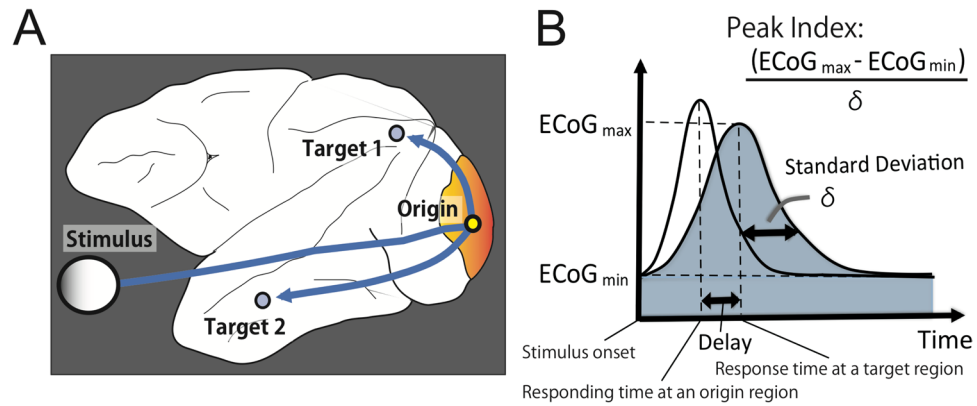 A
Target 1
Origin
Stimulus
Target 2
B
Peak Index:
(ECoG max - ECoG min)
δ
ECoG max
Standard Deviation
δ
ECoG min
Delay
Time
Stimulus onset
Response time at a target region
Responding time at an origin region